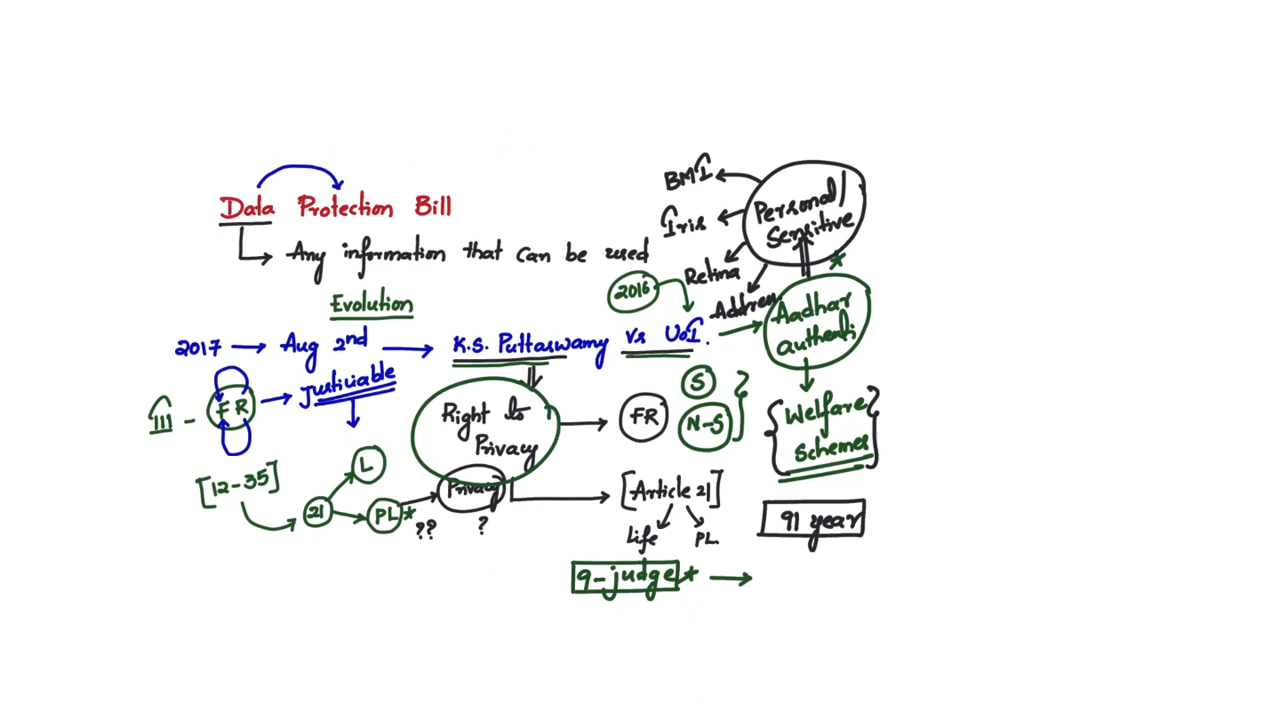 Data Protection Bill
Any information that can be used
Evolution
2017 → Aug 2nd → K.S. Puttaswamy vs UoI.
2016
BMI
Iris
Retina
Address
Personal/
Sensitive
Aadhar
authenti
Welfare
Schemes
91 year
III - FR → Justiciable
[12-35]
21
L
PL*
??
Privacy
?
Right to
Privacy
FR
S
N-S
[Article 21]
Life
PL
9-judge*